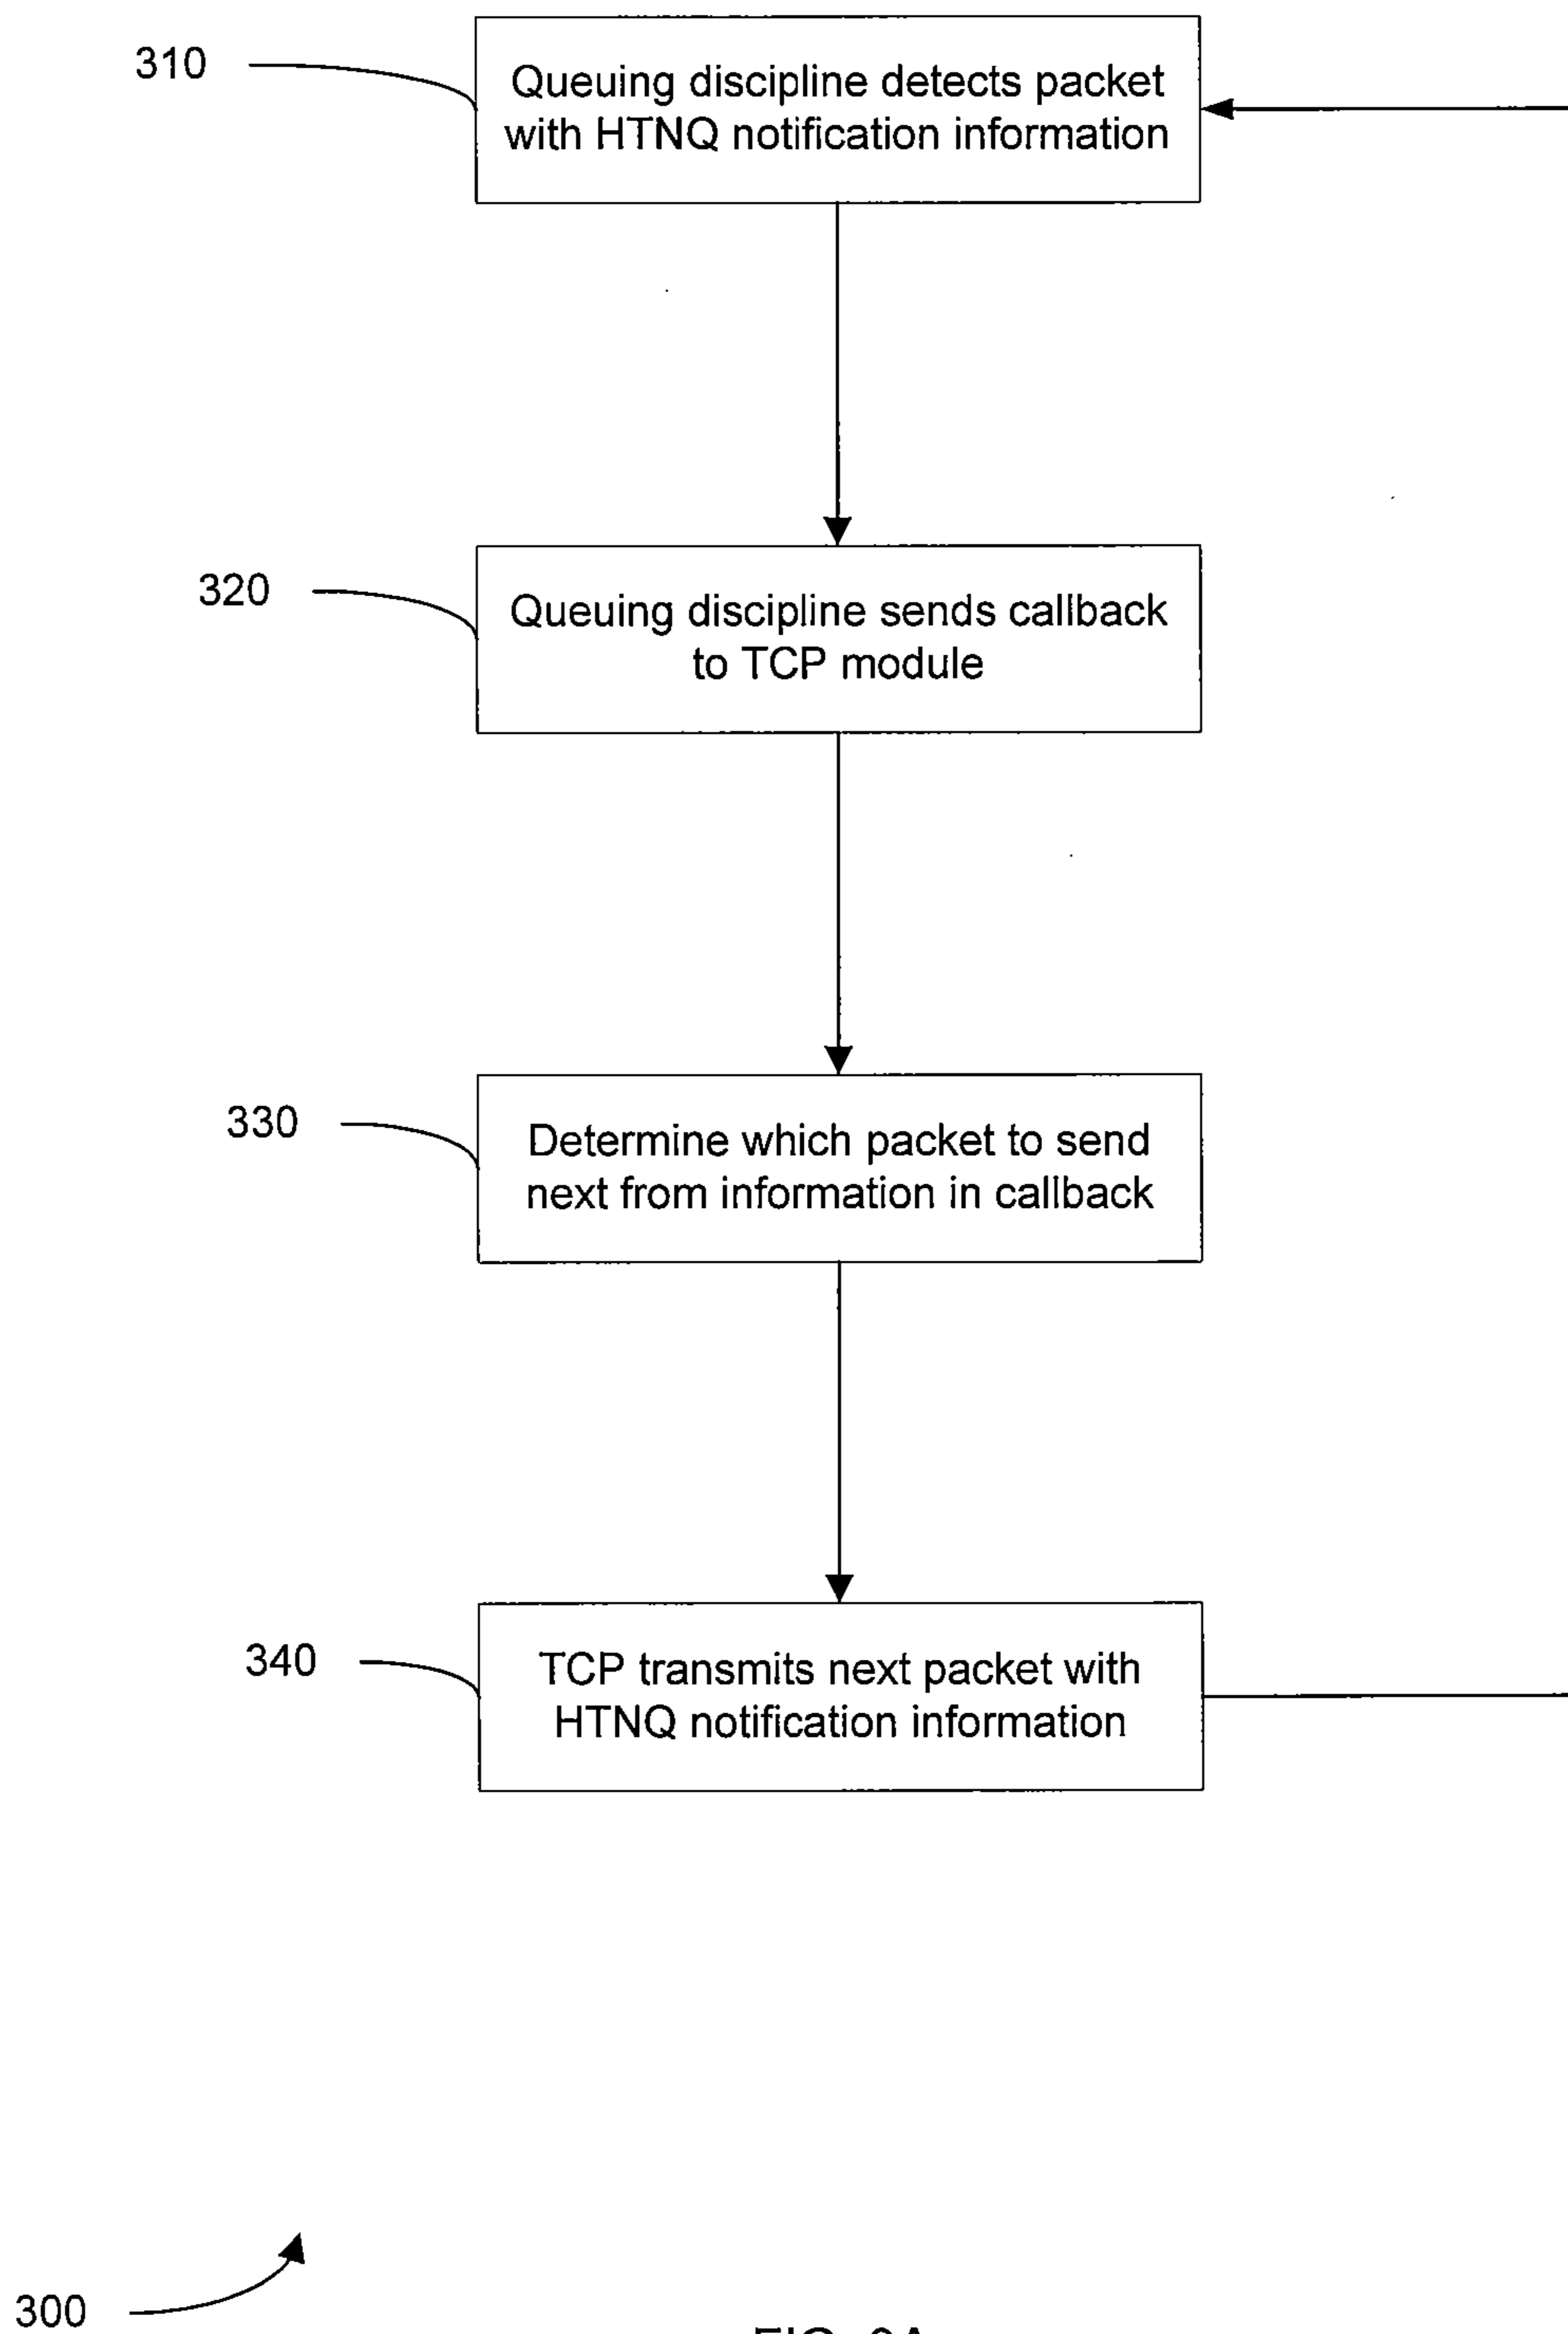 310
Queuing discipline detects packet
with HTNQ notification information
320
Queuing discipline sends callback
to TCP module
330
Determine which packet to send
next from information in callback
340
TCP transmits next packet with
HTNQ notification information
300